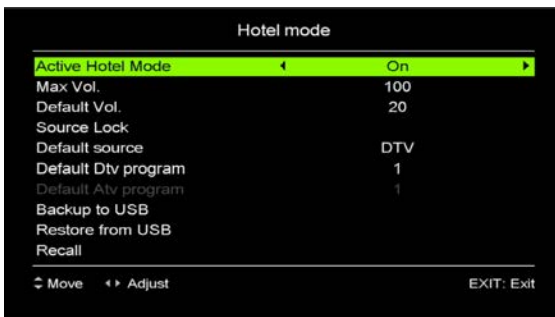 Hotel mode
Active Hotel Mode On
Max Vol. 100
Default Vol. 20
Source Lock
Default source DTV
Default Dtv program 1
Default Atv program 1
Backup to USB
Restore from USB
Recall
Move Adjust EXIT: Exit